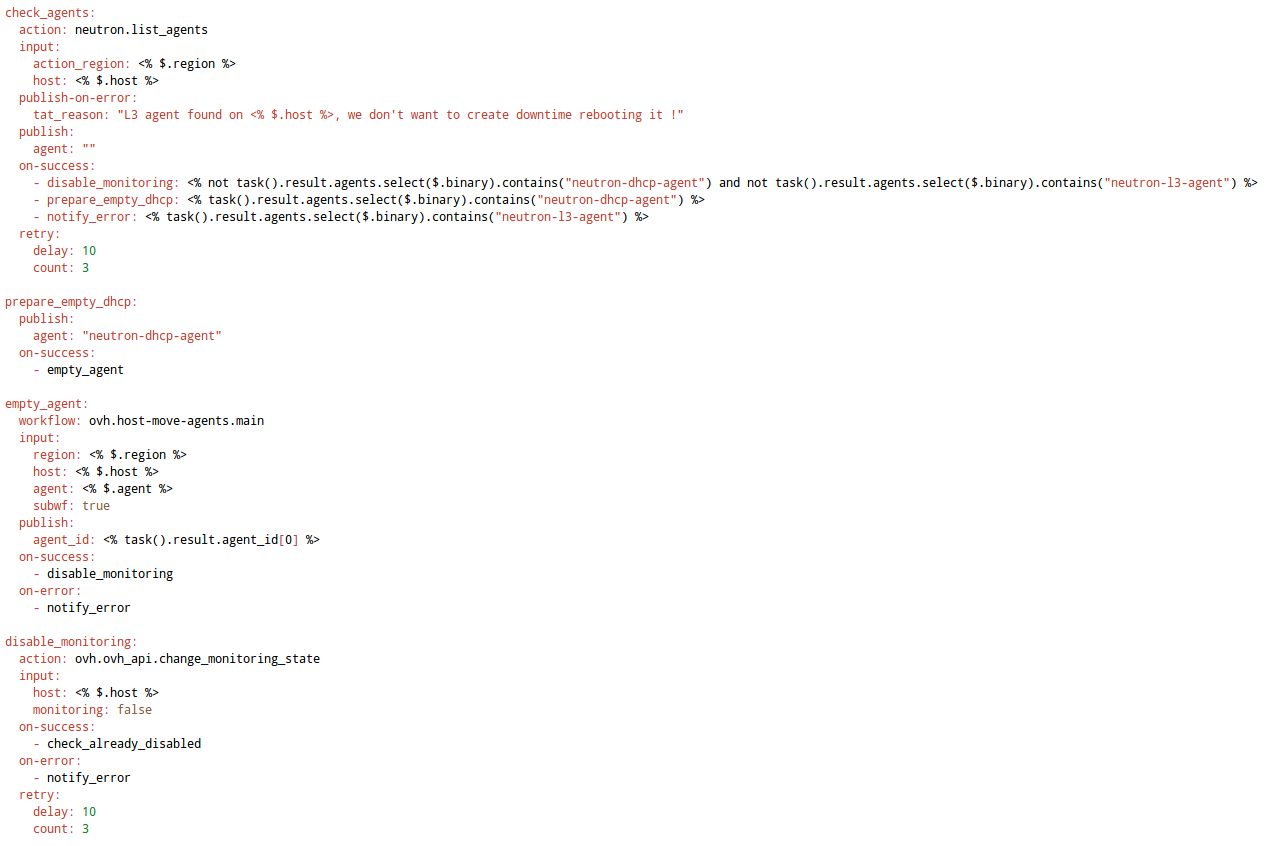 check_agents:
  action: neutron.list_agents
  input:
    action_region: <% $.region %>
    host: <% $.host %>
  publish-on-error:
    tat_reason: "L3 agent found on <% $.host %>, we don't want to create downtime rebooting it !"
  publish:
    agent: ""
  on-success:
    - disable_monitoring: <% not task().result.agents.select($.binary).contains("neutron-dhcp-agent") and not task().result.agents.select($.binary).contains("neutron-l3-agent") %>
    - prepare_empty_dhcp: <% task().result.agents.select($.binary).contains("neutron-dhcp-agent") %>
    - notify_error: <% task().result.agents.select($.binary).contains("neutron-l3-agent") %>
  retry:
    delay: 10
    count: 3

prepare_empty_dhcp:
  publish:
    agent: "neutron-dhcp-agent"
  on-success:
    - empty_agent

empty_agent:
  workflow: ovh.host-move-agents.main
  input:
    region: <% $.region %>
    host: <% $.host %>
    agent: <% $.agent %>
    subwf: true
  publish:
    agent_id: <% task().result.agent_id[0] %>
  on-success:
    - disable_monitoring
  on-error:
    - notify_error

disable_monitoring:
  action: ovh.ovh_api.change_monitoring_state
  input:
    host: <% $.host %>
    monitoring: false
  on-success:
    - check_already_disabled
  on-error:
    - notify_error
  retry:
    delay: 10
    count: 3